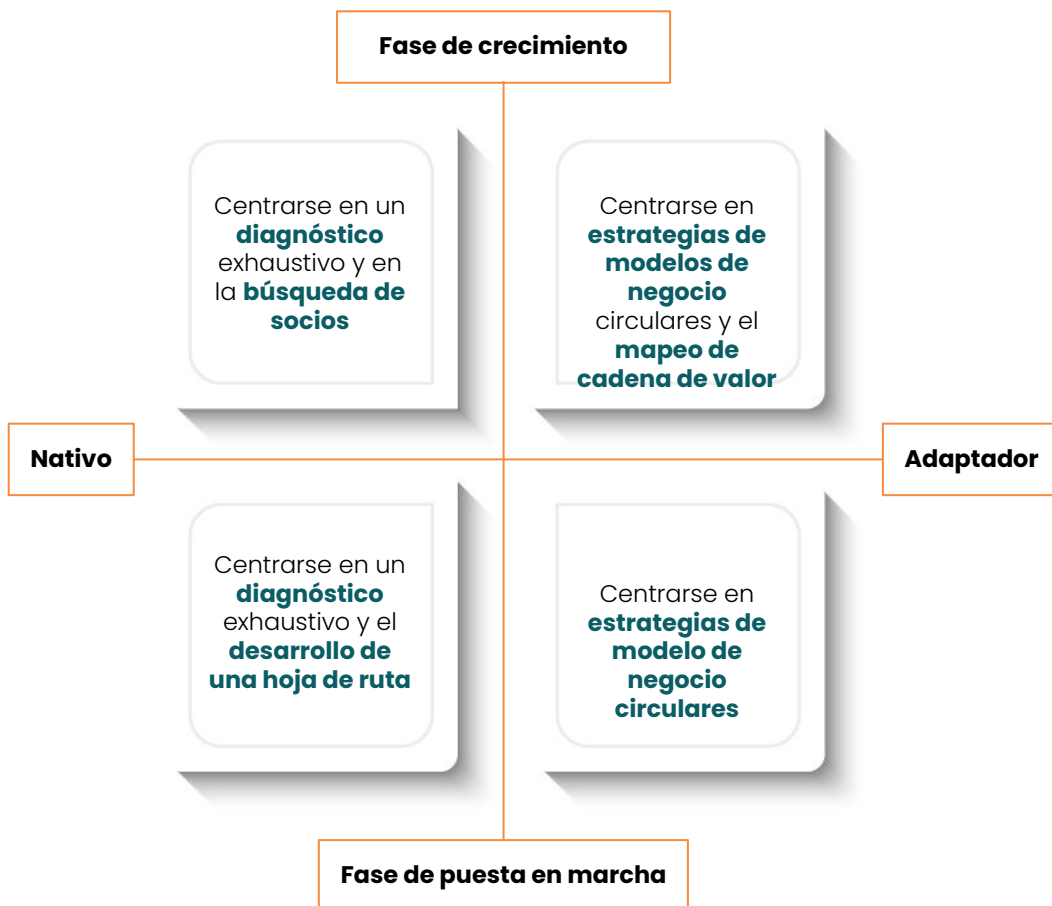 Fase de crecimiento
Centrarse en un
diagnóstico
exhaustivo y en
la búsqueda de
socios
Centrarse en
estrategias de
modelos de
negocio
circulares y el
mapeo de
cadena de valor
Nativo
Adaptador
Centrarse en un
diagnóstico
exhaustivo y el
desarrollo de
una hoja de ruta
Centrarse en
estrategias de
modelo de
negocio
circulares
Fase de puesta en marcha